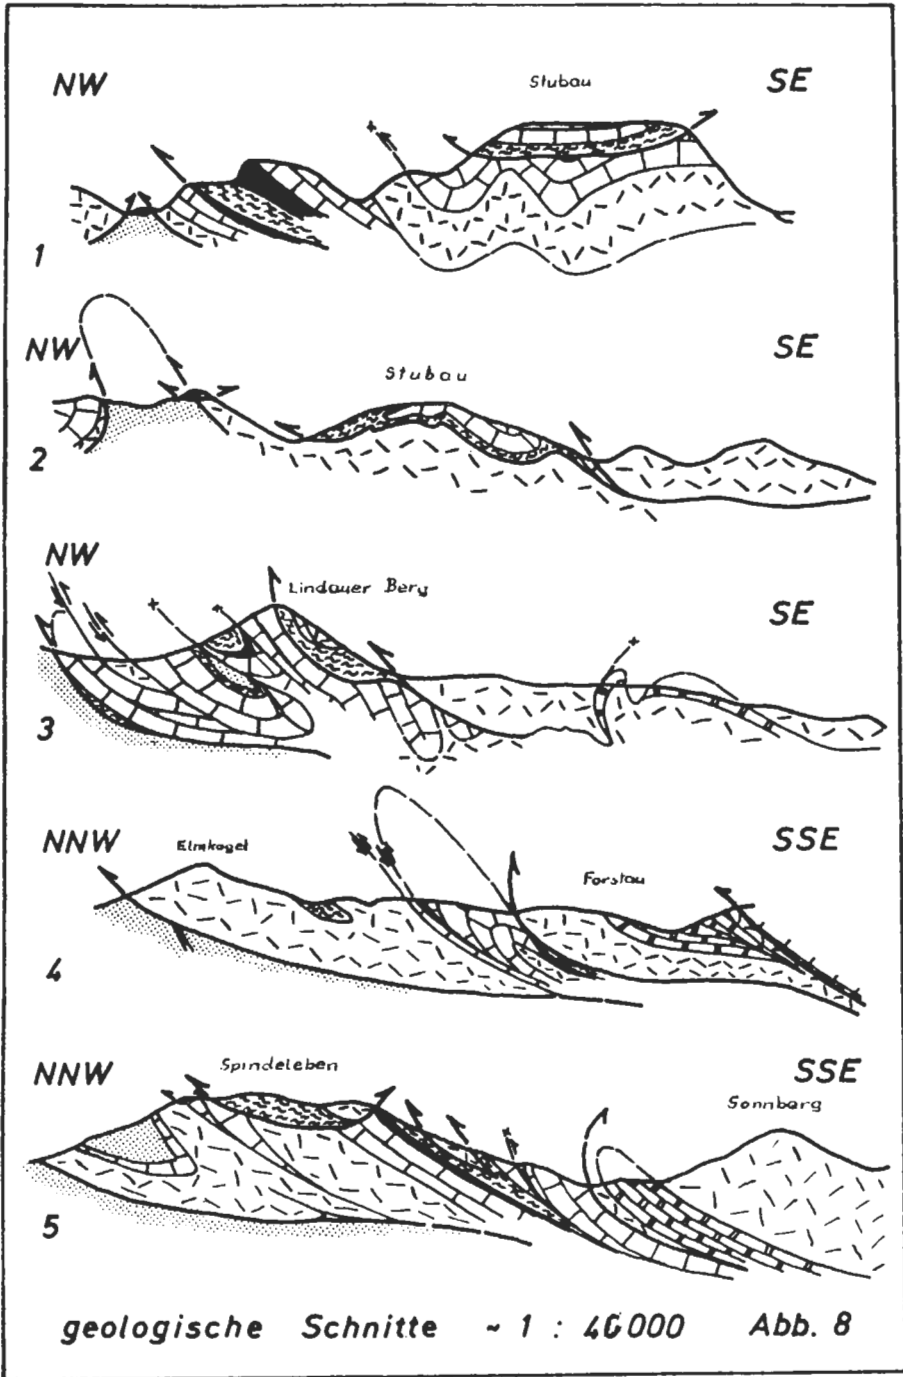 NW Stubau SE
1
NW Stubau SE
2
NW Lindauer Berg SE
3
NNW Elmkogel SSE
Forstau
4
NNW Spindeleben SSE
Sonnberg
5
geologische Schnitte ~ 1 : 40000 Abb. 8